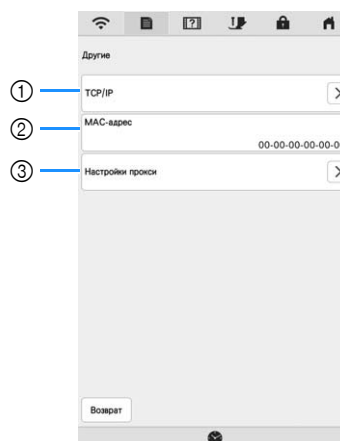 Другие
① TCP/IP
② MAC-адрес
00-00-00-00-00-0
③ Настройки прокси
Возврат